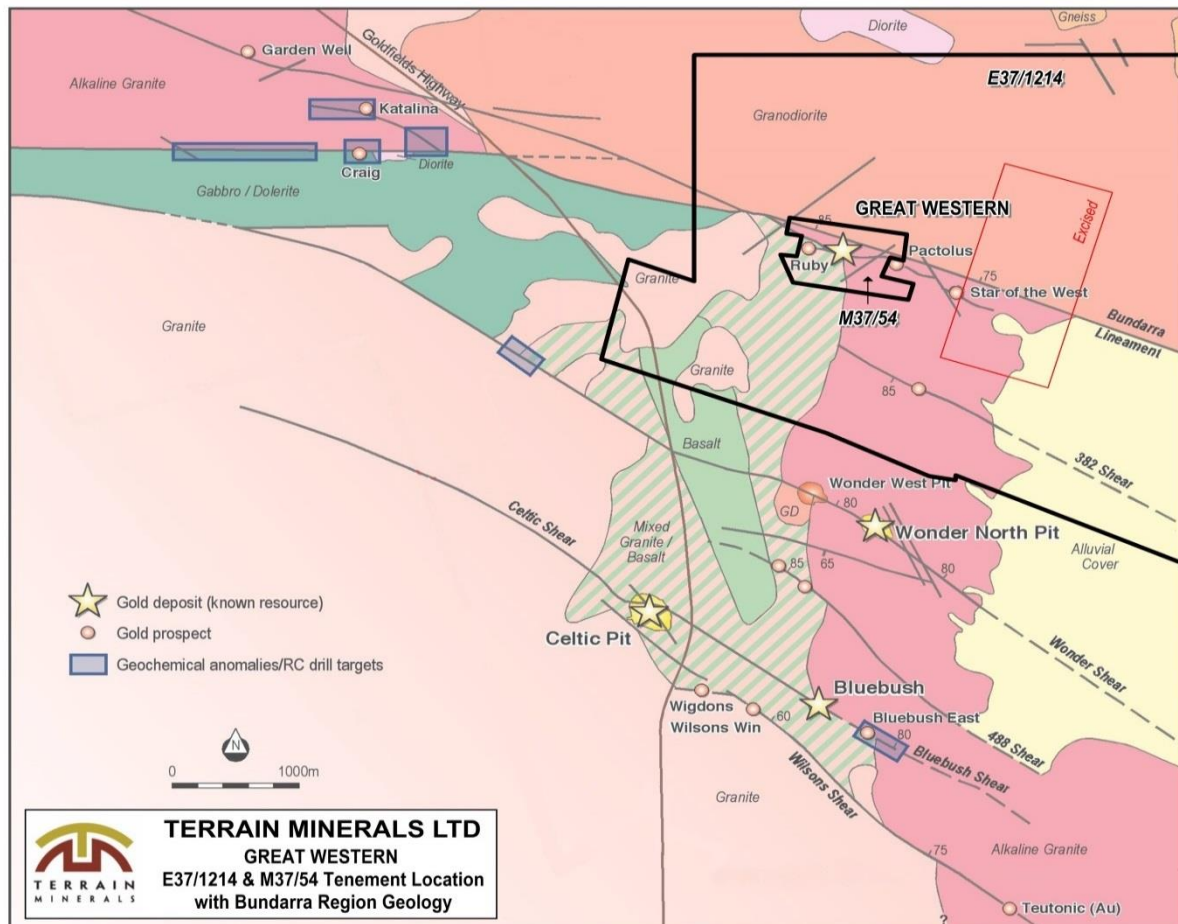 Gneiss
Diorite
Garden Well
Goldfields Highway
E37/1214
Alkaline Granite
Katalina
Granodiorite
Craig
Diorite
Gabbro / Dolerite
Excised
85
GREAT WESTERN
Ruby
Pactolus
75
Star of the West
Granite
M37/54
Bundarra
Lineament
Granite
Granite
85
Basalt
382 Shear
Wonder West Pit
Celtic Shear
GD
80
Wonder North Pit
Mixed
Granite /
Basalt
Alluvial
Cover
85
65
80
Gold deposit (known resource)
Gold prospect
Geochemical anomalies/RC drill targets
Celtic Pit
Wonder Shear
Bluebush
Wigdons
Wilsons Win
60
Bluebush East
80
488 Shear
Bluebush Shear
N
0 1000m
Wilsons Shear
Granite
75
Alkaline Granite
TERRAIN MINERALS LTD
GREAT WESTERN
E37/1214 & M37/54 Tenement Location
with Bundarra Region Geology
TERRAIN
MINERALS
Teutonic (Au)
?